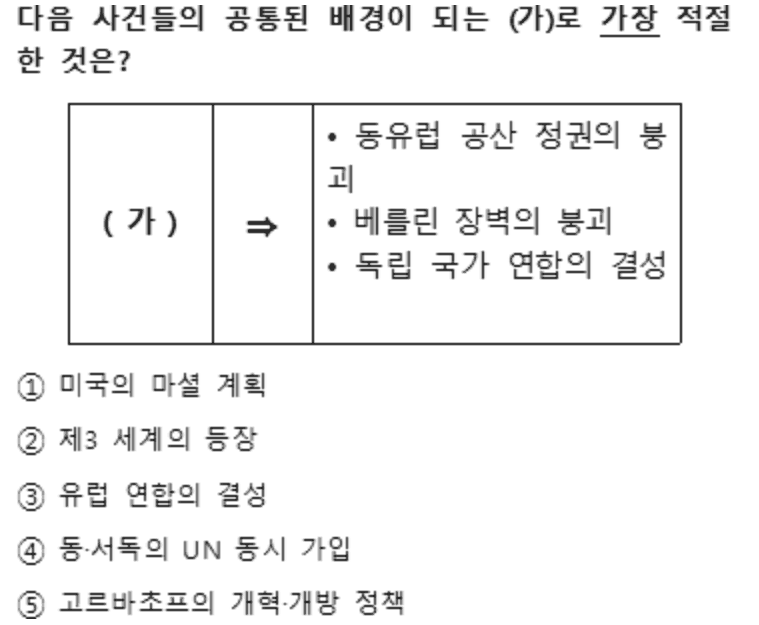 다음 사건들의 공통된 배경이 되는 (가)로 가장 적절
한 것은?
( 가 )
⇒
• 동유럽 공산 정권의 붕
괴
• 베를린 장벽의 붕괴
• 독립 국가 연합의 결성
① 미국의 마셜 계획
② 제3 세계의 등장
③ 유럽 연합의 결성
④ 동·서독의 UN 동시 가입
⑤ 고르바초프의 개혁·개방 정책